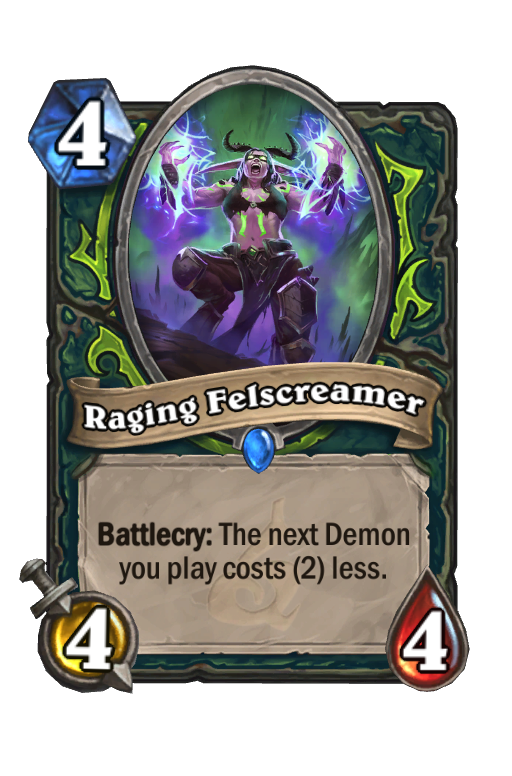 4
Raging Felscreamer
Battlecry: The next Demon
you play costs (2) less.
4
4